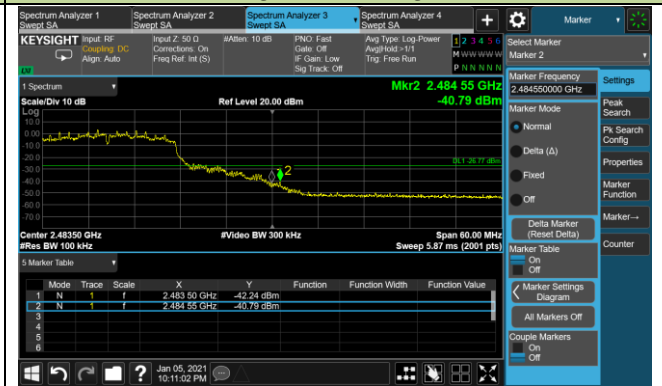 Spectrum Analyzer 1
Swept SA
Spectrum Analyzer 2
Swept SA
Spectrum Analyzer 3
Swept SA
Spectrum Analyzer 4
Swept SA
+
Marker
KEYSIGHT
Input: RF
Coupling: DC
Align: Auto
Input Z: 50 Ω
Corrections: On
Freq Ref: Int (S)
#Atten: 10 dB
PNO: Fast
Gate: Off
IF Gain: Low
Sig Track: Off
Avg Type: Log-Power
Avg|Hold:>1/1
Trig: Free Run
1 2 3 4 5 6
M W W W W W
P N N N N N
Select Marker
Marker 2
1 Spectrum
Mkr2 2.484 55 GHz
-40.79 dBm
Scale/Div 10 dB
Ref Level 20.00 dBm
Log
10.0
0.00
-10.0
-20.0
-30.0
-40.0
-50.0
-60.0
-70.0
DL1 -26.77 dBm
2
Center 2.48350 GHz
#Video BW 300 kHz
Span 60.00 MHz
#Res BW 100 kHz
Sweep 5.87 ms (2001 pts)
5 Marker Table
Mode Trace Scale X Y Function Function Width Function Value
1 N 1 f 2.483 50 GHz -42.24 dBm
2 N 1 f 2.484 55 GHz -40.79 dBm
3
4
5
6
Marker Frequency
2.484550000 GHz
Marker Mode
Normal
Delta (Δ)
Fixed
Off
Delta Marker
(Reset Delta)
Marker Table
On
Off
Marker Settings
Diagram
All Markers Off
Couple Markers
On
Off
Settings
Peak
Search
Pk Search
Config
Properties
Marker
Function
Marker→
Counter
?
Jan 05, 2021
10:11:02 PM